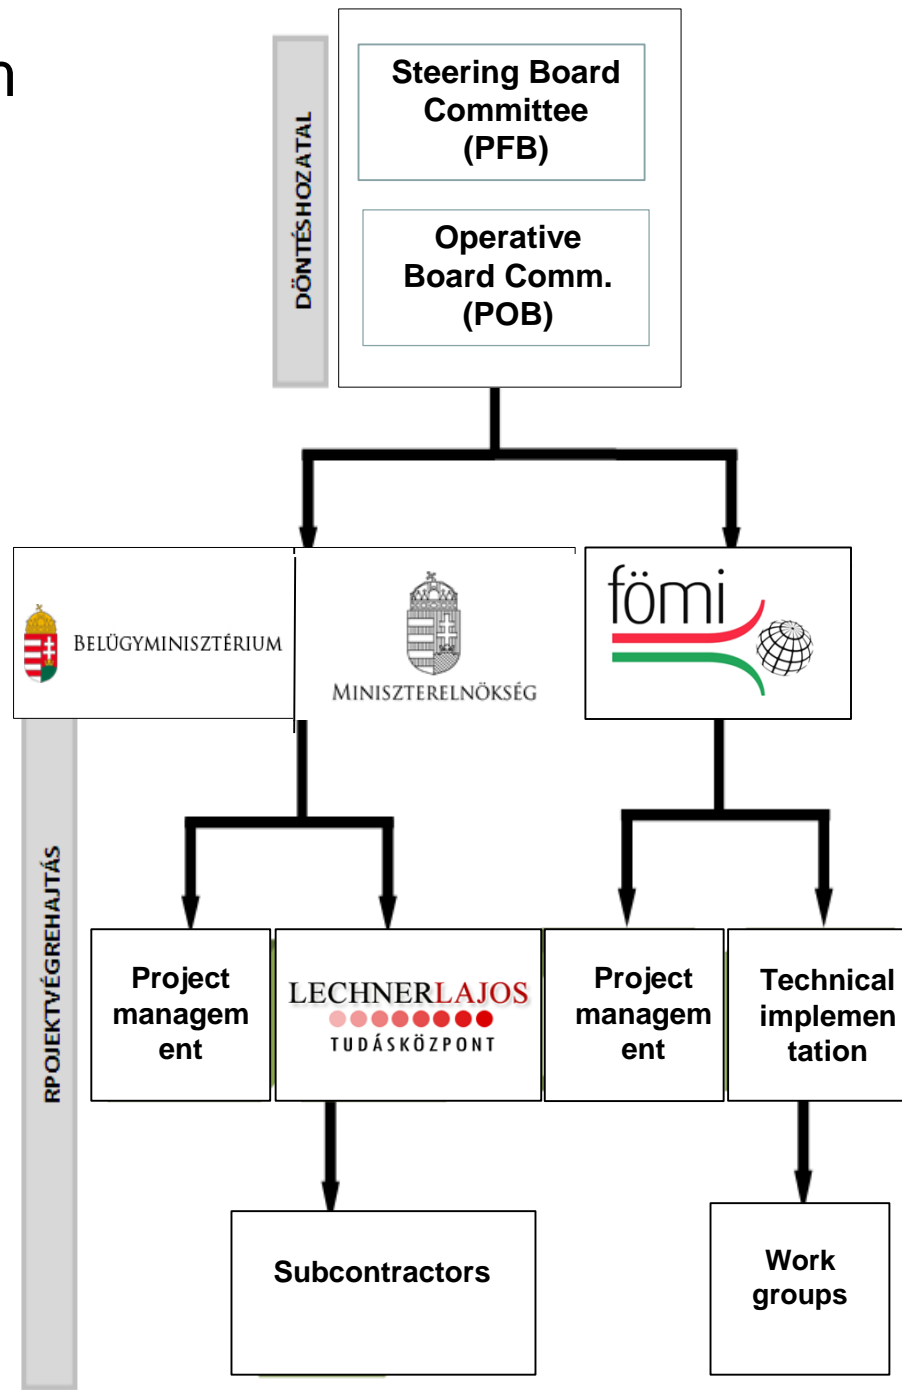 n
DÖNTÉSHOZATAL
Steering Board
Committee
(PFB)
Operative
Board Comm.
(POB)
BELÜGYMINISZTÉRIUM
MINISZTERELNÖKSÉG
fömi
RPOJEKTVÉGREHAJTÁS
Project
managem
ent
LECHNERLAJOS
TUDÁSKÖZPONT
Project
managem
ent
Technical
implemen
tation
Subcontractors
Work
groups